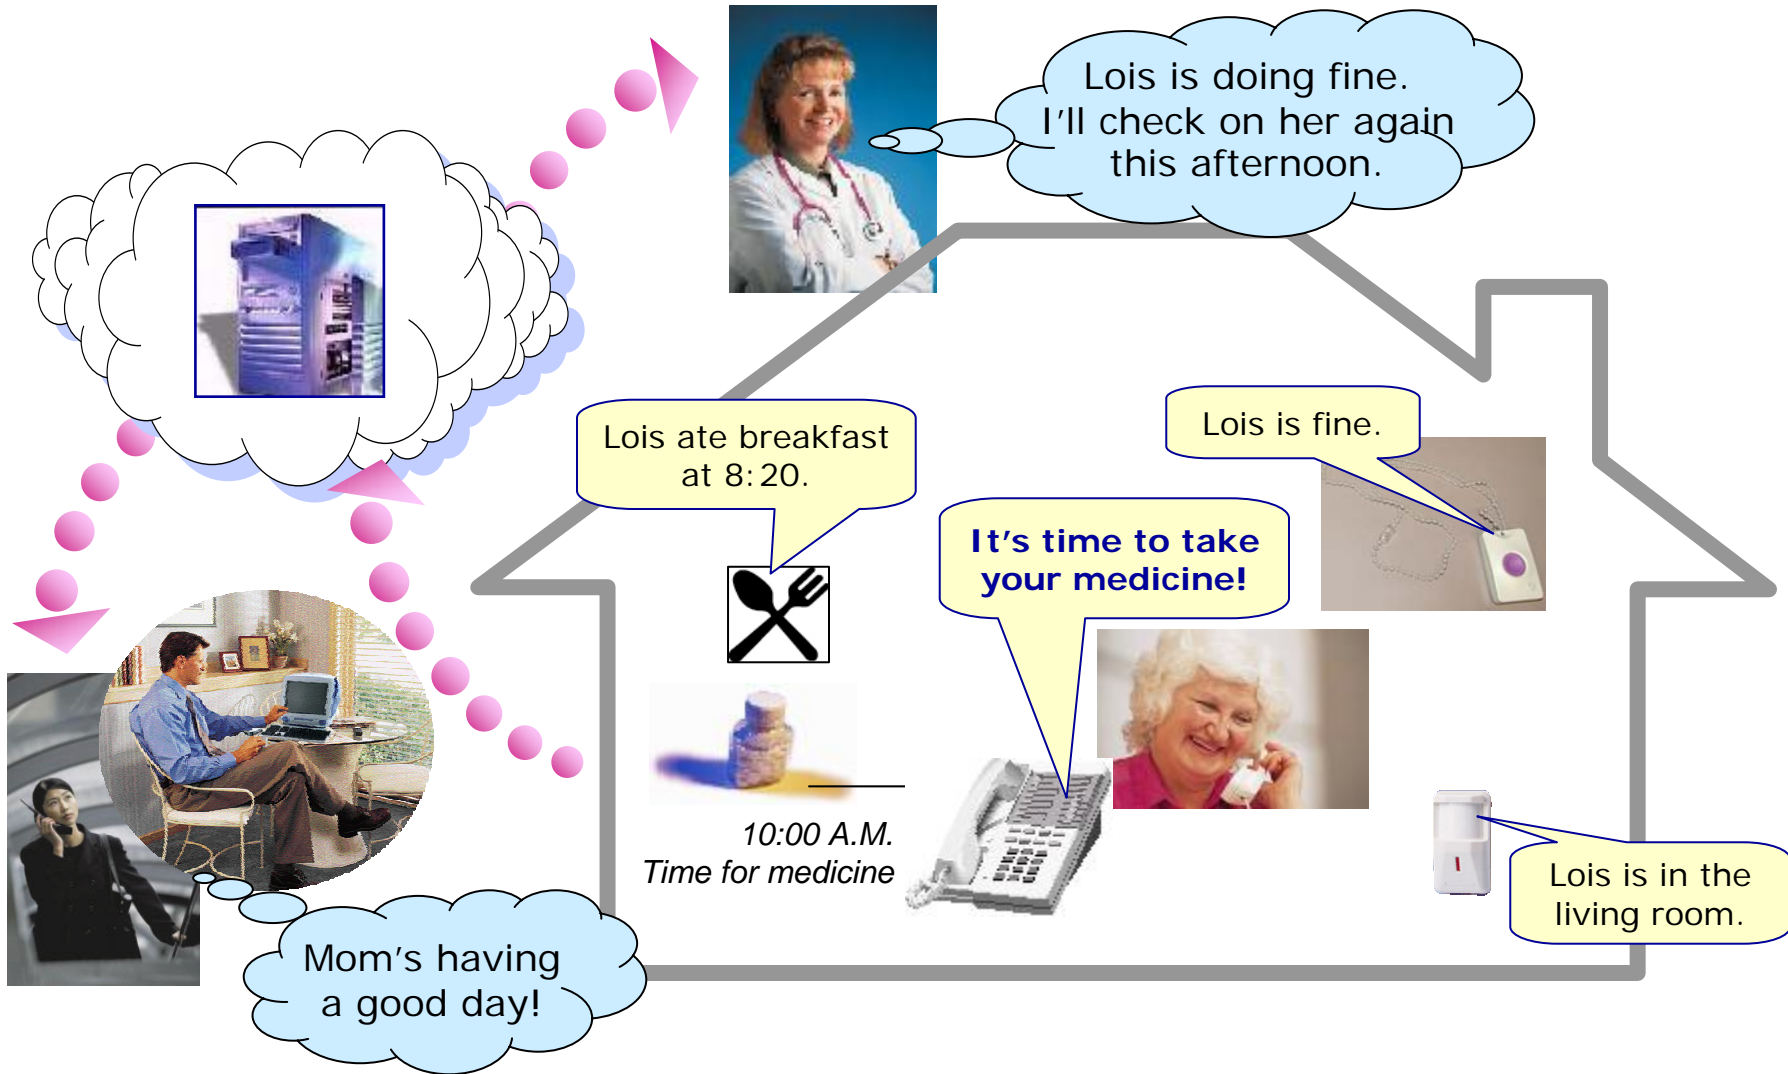 Lois is doing fine.
I'll check on her again
this afternoon.
Lois ate breakfast
at 8:20.
Lois is fine.
It's time to take
your medicine!
10:00 A.M.
Time for medicine
Lois is in the
living room.
Mom's having
a good day!